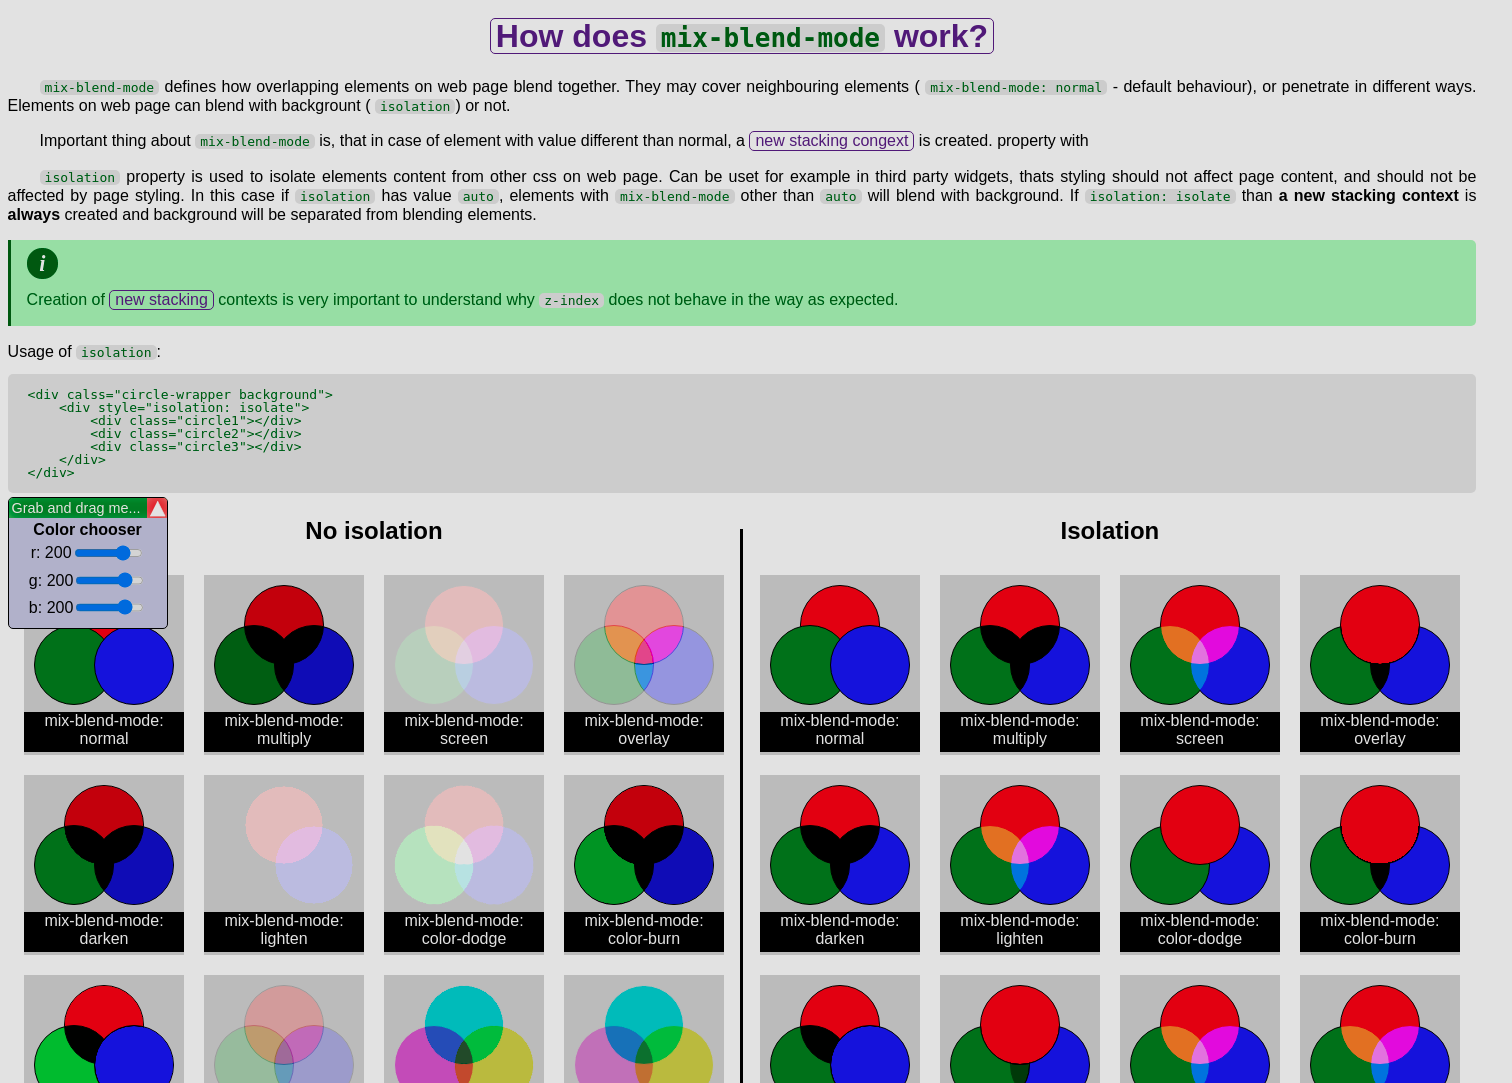 How does mix-blend-mode work?
mix-blend-mode defines how overlapping elements on web page blend together. They may cover neighbouring elements ( mix-blend-mode: normal - default behaviour), or penetrate in different ways.
Elements on web page can blend with background ( isolation ) or not.
Important thing about mix-blend-mode is, that in case of element with value different than normal, a new stacking congext is created. property with
isolation property is used to isolate elements content from other css on web page. Can be uset for example in third party widgets, thats styling should not affect page content, and should not be
affected by page styling. In this case if isolation has value auto , elements with mix-blend-mode other than auto will blend with background. If isolation: isolate than a new stacking context is
always created and background will be separated from blending elements.
i
Creation of new stacking contexts is very important to understand why z-index does not behave in the way as expected.
Usage of isolation :
<div calss="circle-wrapper background">
    <div style="isolation: isolate">
        <div class="circle1"></div>
        <div class="circle2"></div>
        <div class="circle3"></div>
    </div>
</div>
Grab and drag me...
Color chooser
r: 200
g: 200
b: 200
No isolation
Isolation
mix-blend-mode:
normal
mix-blend-mode:
multiply
mix-blend-mode:
screen
mix-blend-mode:
overlay
mix-blend-mode:
normal
mix-blend-mode:
multiply
mix-blend-mode:
screen
mix-blend-mode:
overlay
mix-blend-mode:
darken
mix-blend-mode:
lighten
mix-blend-mode:
color-dodge
mix-blend-mode:
color-burn
mix-blend-mode:
darken
mix-blend-mode:
lighten
mix-blend-mode:
color-dodge
mix-blend-mode:
color-burn